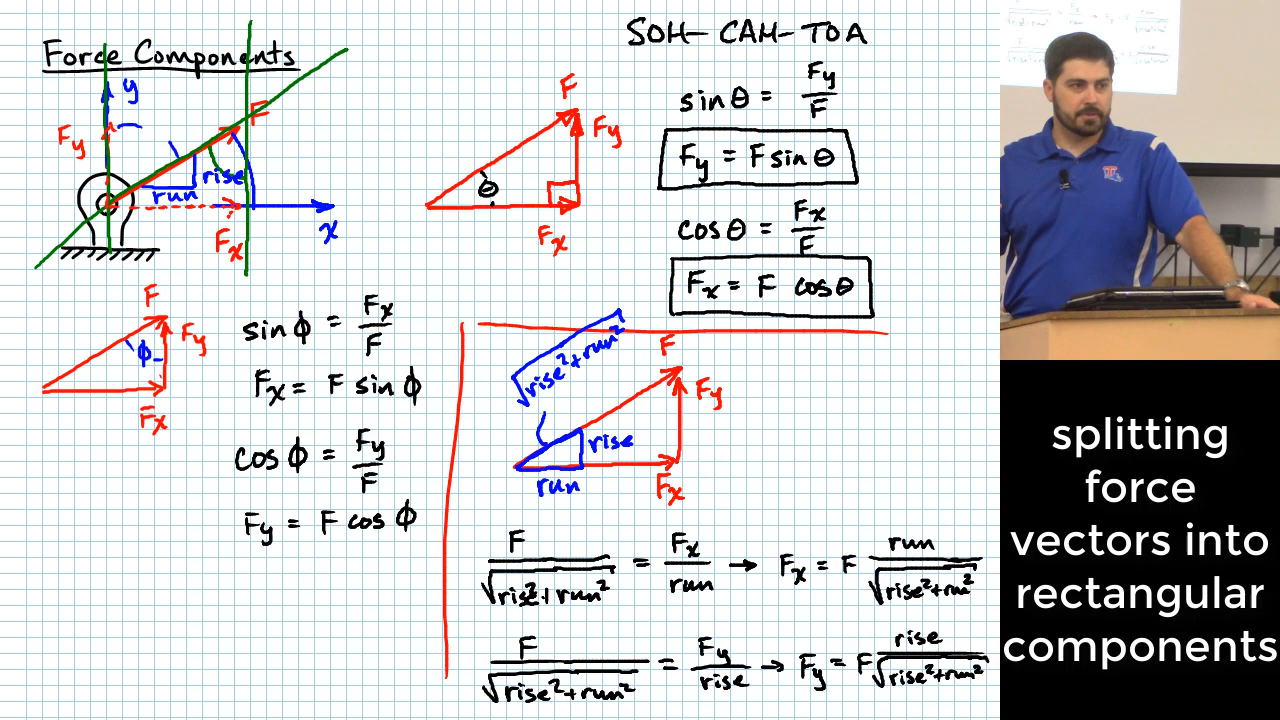 Force Components
y
F
Fy
rise
run
x
Fx
SOH-CAH-TOA
F
Fy
θ
Fx
sin θ = Fy/F
Fy = F sin θ
cos θ = Fx/F
Fx = F cos θ
F
Fy
ϕ
Fx
sin ϕ = Fx/F
Fx = F sin ϕ
cos ϕ = Fy/F
Fy = F cos ϕ
√rise²+run²
F
Fy
rise
run
Fx
F/√rise²+run² = Fx/run → Fx = F run/√rise²+run²
F/√rise²+run² = Fy/rise → Fy = F rise/√rise²+run²
splitting
force
vectors into
rectangular
components